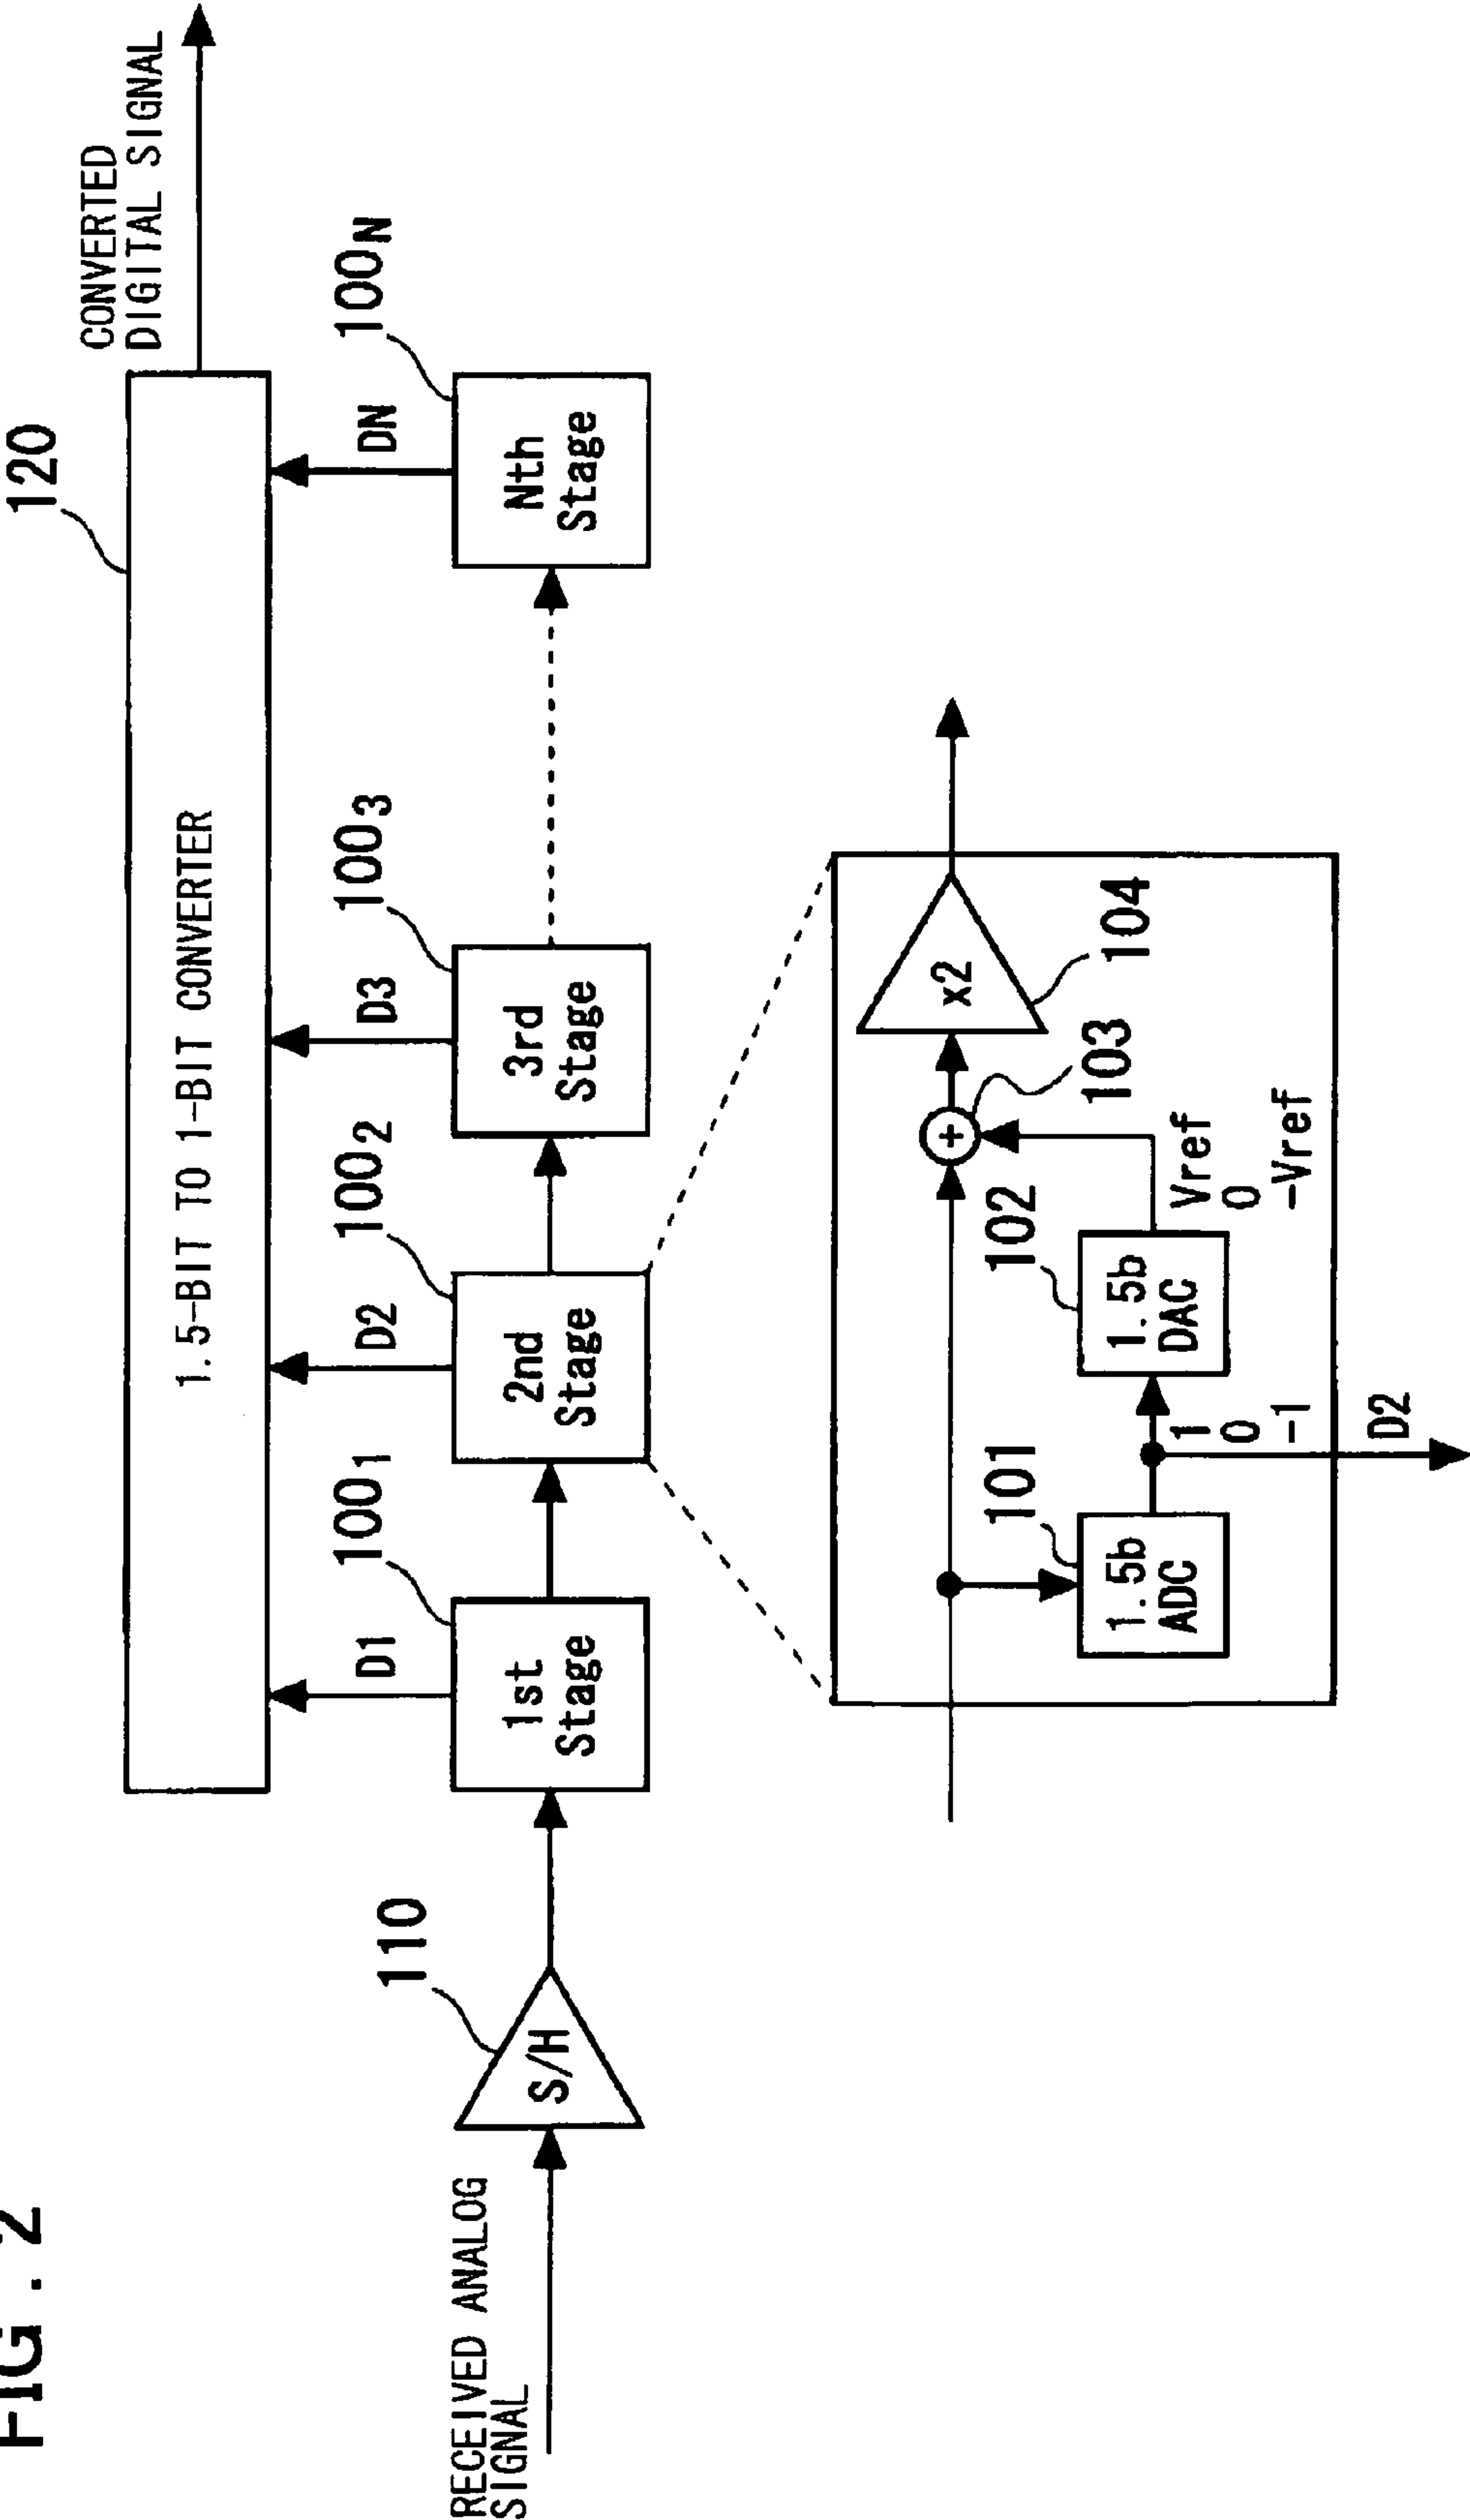 FIG. 2
120
CONVERTED
DIGITAL SIGNAL
1.5-BIT TO 1-BIT CONVERTER
110
100₁
100₂
100₃
100N
D1
D2
D3
DN
RECEIVED ANALOG
SIGNAL
S/H
1st
Stage
2nd
Stage
3rd
Stage
Nth
Stage
x2
104
103
101
102
1.5b
ADC
1.5b
DAC
1
0
-1
Vref
0
-Vref
D2